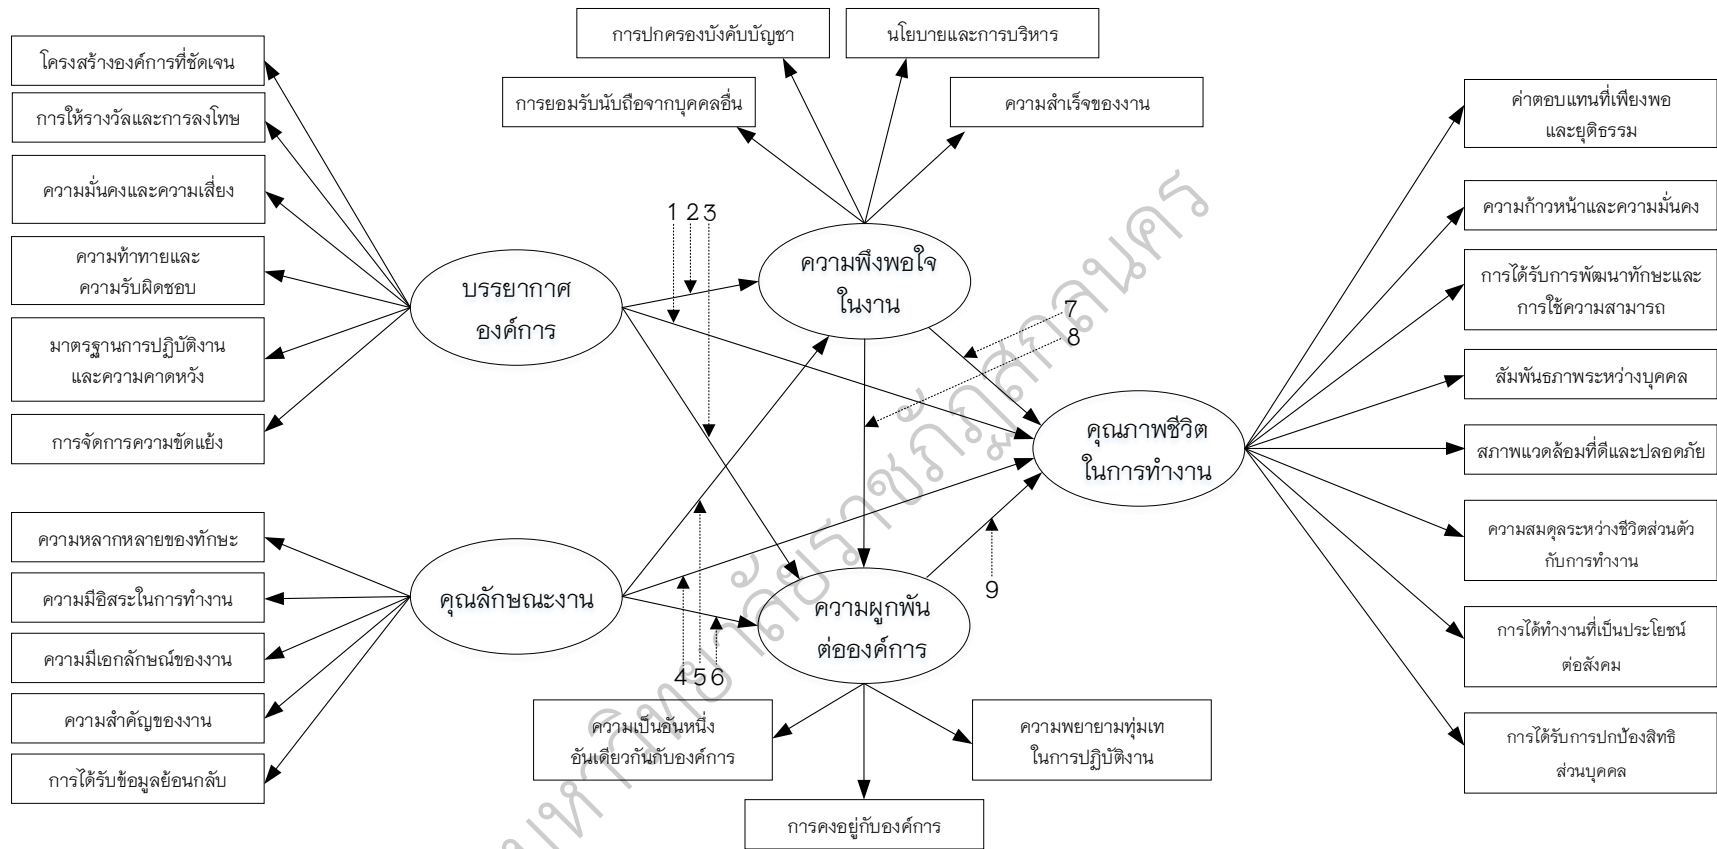 การปกครองบังคับบัญชา
นโยบายและการบริหาร
การยอมรับนับถือจากบุคคลอื่น
ความสำเร็จของงาน
โครงสร้างองค์การที่ชัดเจน
การให้รางวัลและการลงโทษ
ความมั่นคงและความเสี่ยง
ความท้าทายและ
ความรับผิดชอบ
มาตรฐานการปฏิบัติงาน
และความคาดหวัง
การจัดการความขัดแย้ง
ความหลากหลายของทักษะ
ความมีอิสระในการทำงาน
ความมีเอกลักษณ์ของงาน
ความสำคัญของงาน
การได้รับข้อมูลย้อนกลับ
บรรยากาศ
องค์การ
คุณลักษณะงาน
1 2 3
4 5 6
ความพึงพอใจ
ในงาน
7
8
9
ความผูกพัน
ต่อองค์การ
ความเป็นอันหนึ่ง
อันเดียวกันกับองค์การ
การคงอยู่กับองค์การ
ความพยายามทุ่มเท
ในการปฏิบัติงาน
คุณภาพชีวิต
ในการทำงาน
ค่าตอบแทนที่เพียงพอ
และยุติธรรม
ความก้าวหน้าและความมั่นคง
การได้รับการพัฒนาทักษะและ
การใช้ความสามารถ
สัมพันธภาพระหว่างบุคคล
สภาพแวดล้อมที่ดีและปลอดภัย
ความสมดุลระหว่างชีวิตส่วนตัว
กับการทำงาน
การได้ทำงานที่เป็นประโยชน์
ต่อสังคม
การได้รับการปกป้องสิทธิ
ส่วนบุคคล
มหาวิทยาลัยราชภัฏสกลนคร